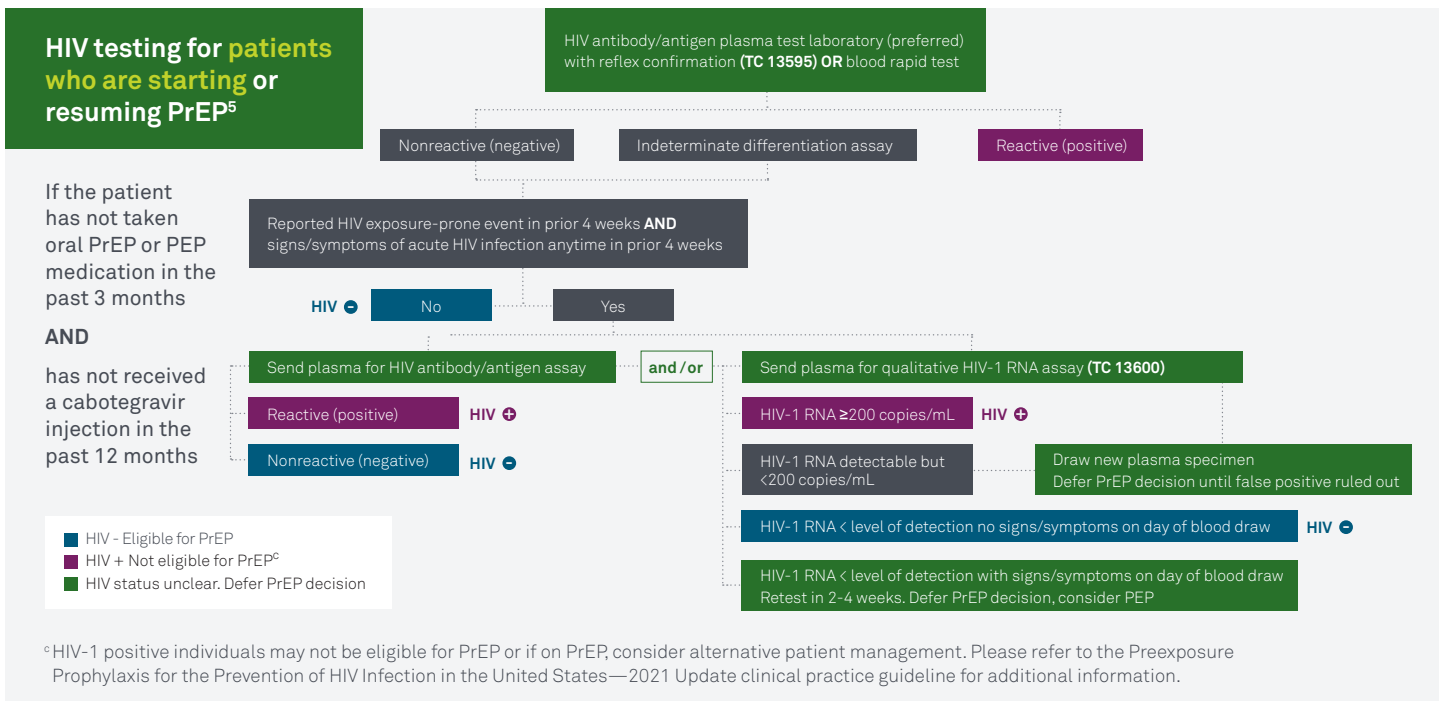 HIV testing for patients
who are starting or
resuming PrEP5
HIV antibody/antigen plasma test laboratory (preferred)
with reflex confirmation (TC 13595) OR blood rapid test
Nonreactive (negative)
Indeterminate differentiation assay
Reactive (positive)
If the patient
has not taken
oral PrEP or PEP
medication in the
past 3 months
AND
has not received
a cabotegravir
injection in the
past 12 months
Reported HIV exposure-prone event in prior 4 weeks AND
signs/symptoms of acute HIV infection anytime in prior 4 weeks
HIV -
No
Yes
Send plasma for HIV antibody/antigen assay
and/or
Send plasma for qualitative HIV-1 RNA assay (TC 13600)
Reactive (positive)
HIV +
Nonreactive (negative)
HIV -
HIV-1 RNA ≥200 copies/mL
HIV +
HIV-1 RNA detectable but
<200 copies/mL
Draw new plasma specimen
Defer PrEP decision until false positive ruled out
HIV-1 RNA < level of detection no signs/symptoms on day of blood draw
HIV -
HIV-1 RNA < level of detection with signs/symptoms on day of blood draw
Retest in 2-4 weeks. Defer PrEP decision, consider PEP
HIV - Eligible for PrEP
HIV + Not eligible for PrEPC
HIV status unclear. Defer PrEP decision
c HIV-1 positive individuals may not be eligible for PrEP or if on PrEP, consider alternative patient management. Please refer to the Preexposure
Prophylaxis for the Prevention of HIV Infection in the United States—2021 Update clinical practice guideline for additional information.